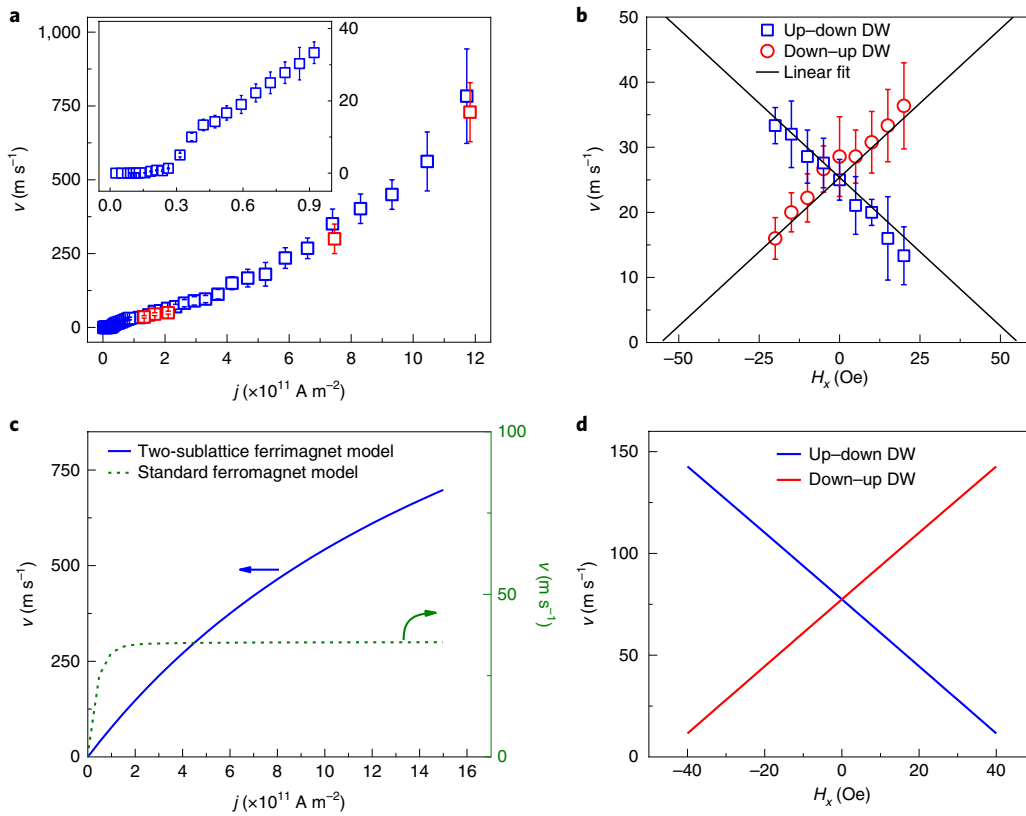 a
1,000
750
500
250
0
v (m s⁻¹)
40
20
0
0.0 0.3 0.6 0.9
0 2 4 6 8 10 12
j (×10¹¹ A m⁻²)
b
50
40
30
20
10
0
v (m s⁻¹)
Up–down DW
Down–up DW
Linear fit
−50 −25 0 25 50
Hₓ (Oe)
c
750
500
250
0
v (m s⁻¹)
Two-sublattice ferrimagnet model
Standard ferromagnet model
100
50
0
v (m s⁻¹)
0 2 4 6 8 10 12 14 16
j (×10¹¹ A m⁻²)
d
150
100
50
0
v (m s⁻¹)
Up–down DW
Down–up DW
−40 −20 0 20 40
Hₓ (Oe)